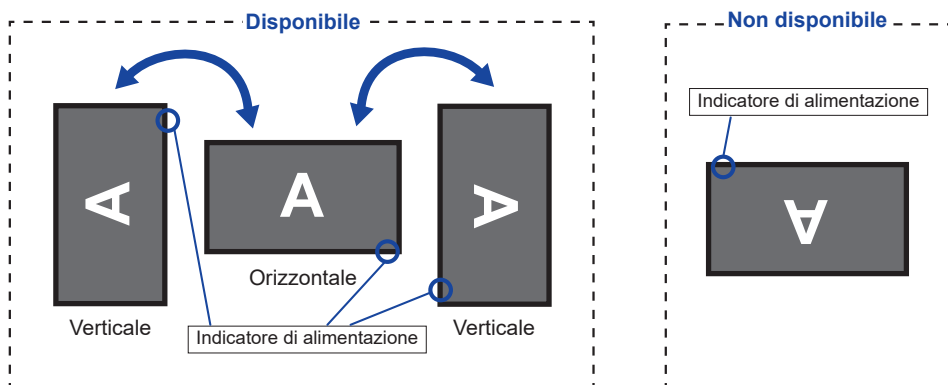 Disponibile
A
A
A
Orizzontale
Verticale
Indicatore di alimentazione
Verticale
Non disponibile
Indicatore di alimentazione
A